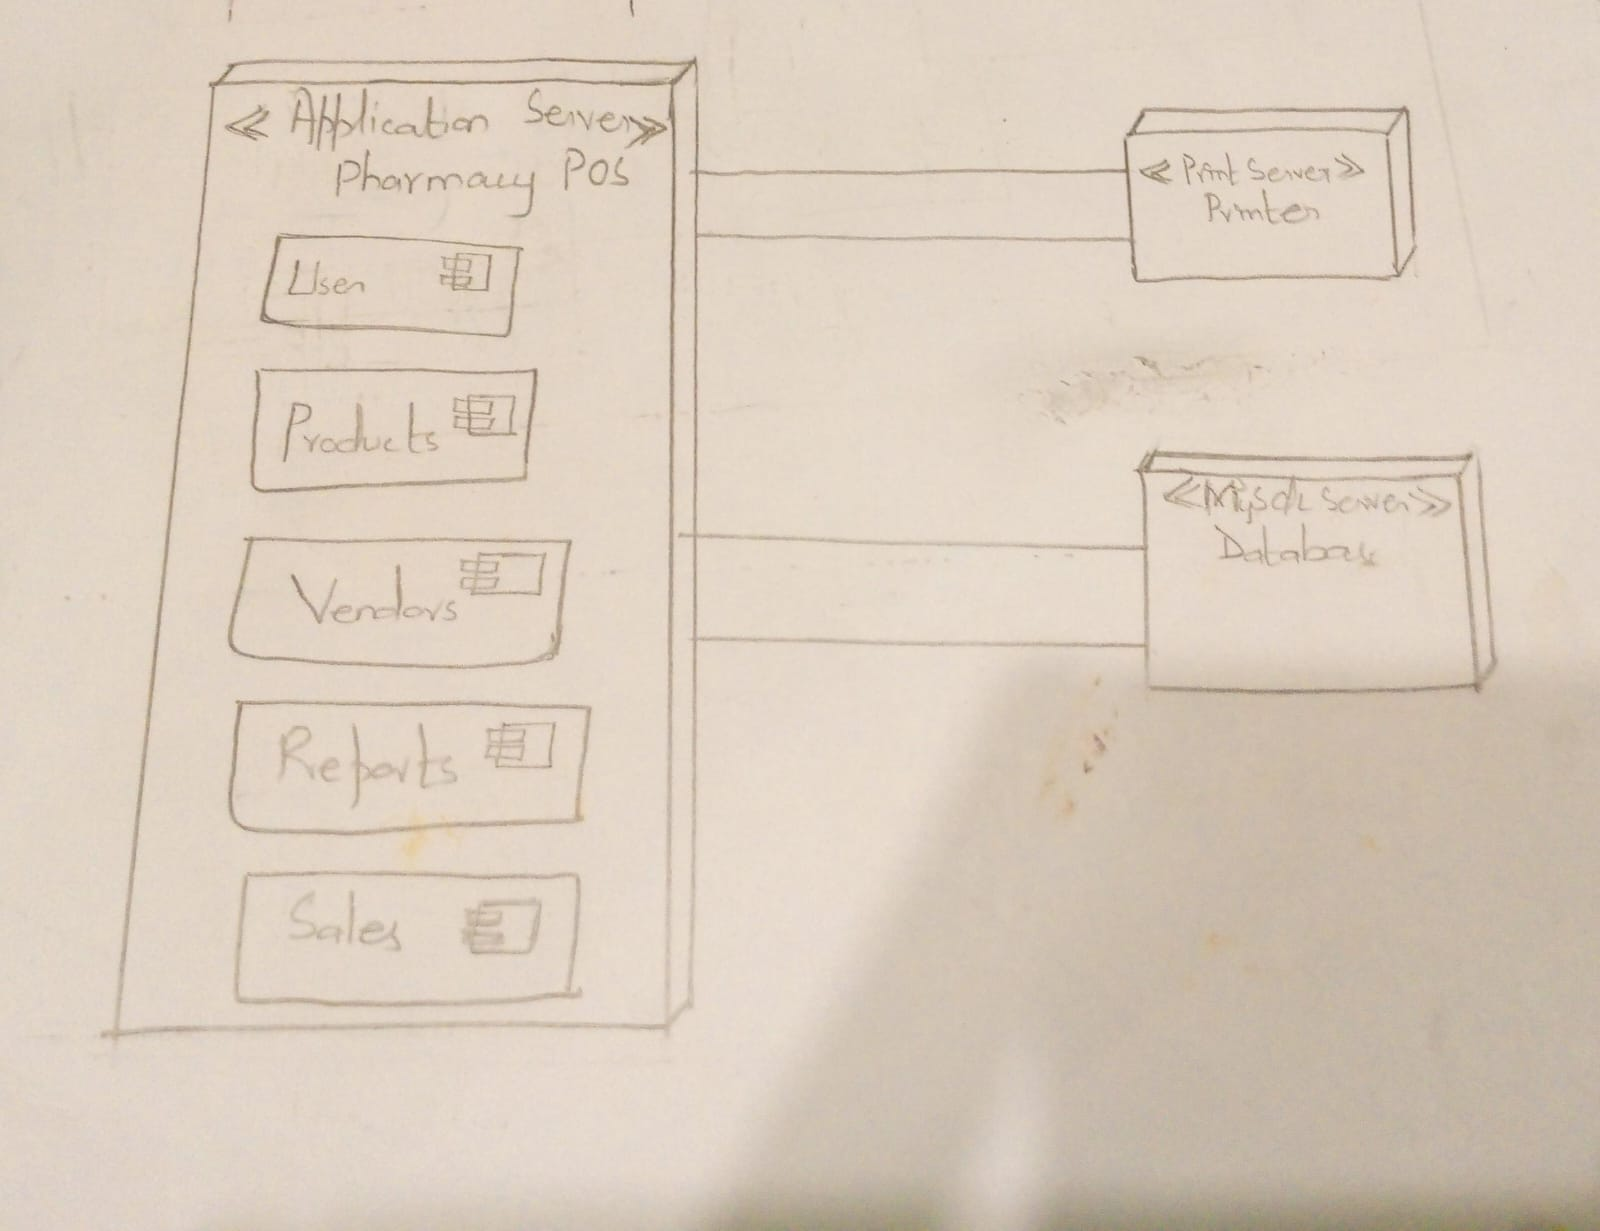 << Application Server >>
Pharmacy POS
User
Products
Vendors
Reports
Sales
<< Print Server >>
Printer
<< MySQL Server >>
Database